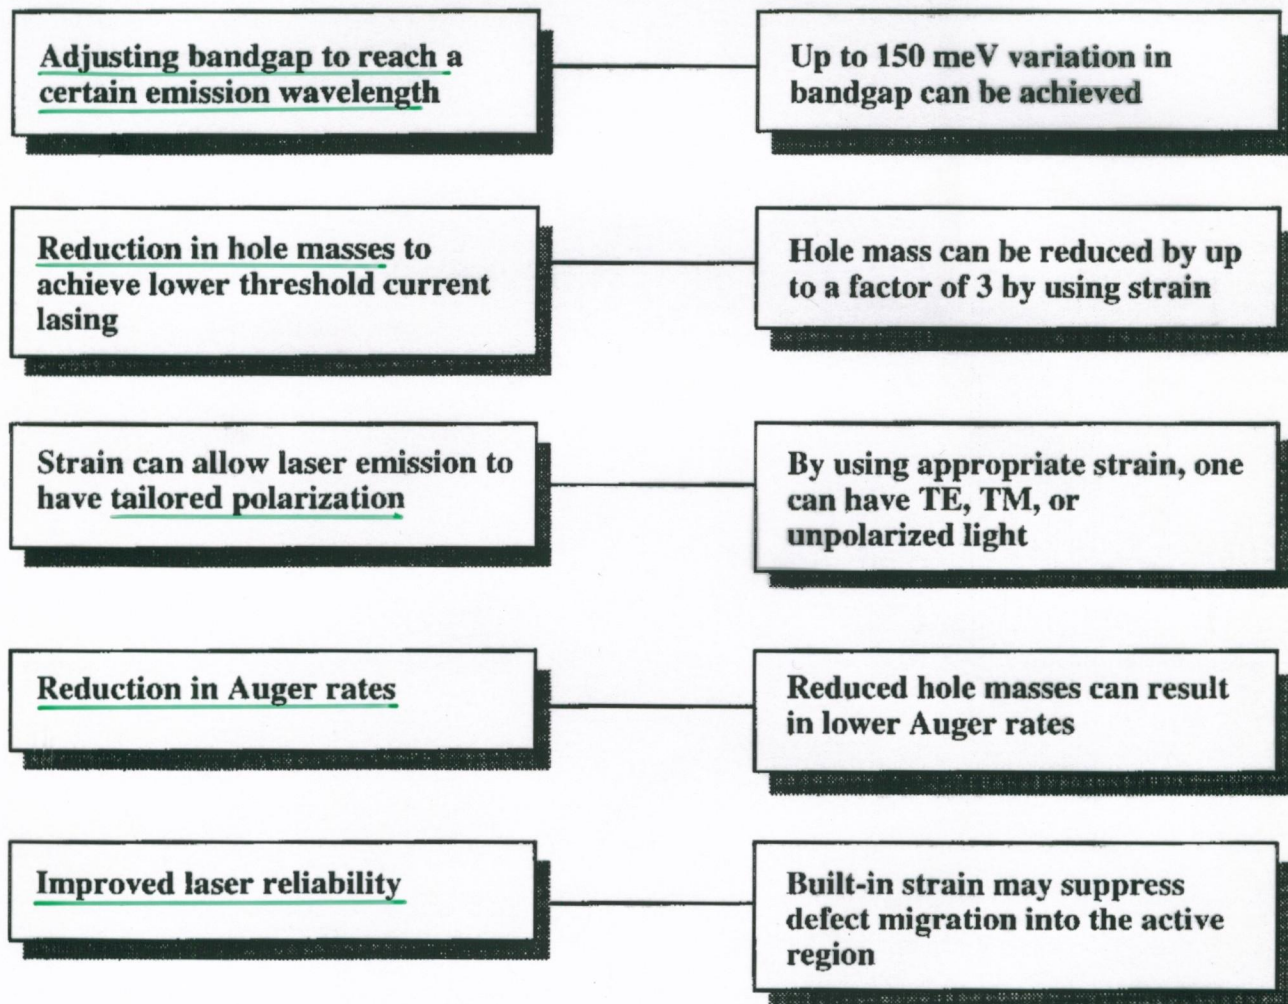 Adjusting bandgap to reach a
certain emission wavelength
Up to 150 meV variation in
bandgap can be achieved
Reduction in hole masses to
achieve lower threshold current
lasing
Hole mass can be reduced by up
to a factor of 3 by using strain
Strain can allow laser emission to
have tailored polarization
By using appropriate strain, one
can have TE, TM, or
unpolarized light
Reduction in Auger rates
Reduced hole masses can result
in lower Auger rates
Improved laser reliability
Built-in strain may suppress
defect migration into the active
region